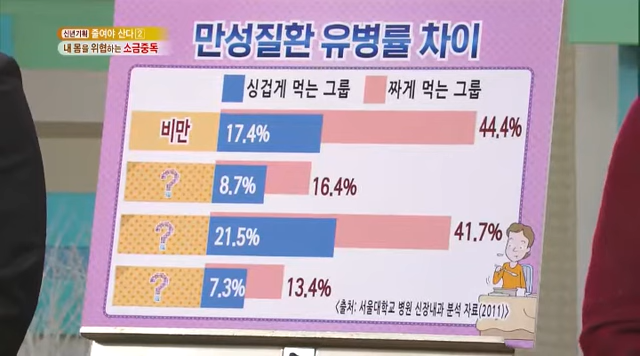 신년기획 줄여야 산다 2
내 몸을 위협하는 소금중독
만성질환 유병률 차이
싱겁게 먹는 그룹 짜게 먹는 그룹
비만 17.4% 44.4%
? 8.7% 16.4%
? 21.5% 41.7%
? 7.3% 13.4%
<출처: 서울대학교 병원 신장내과 분석 자료(2011)>